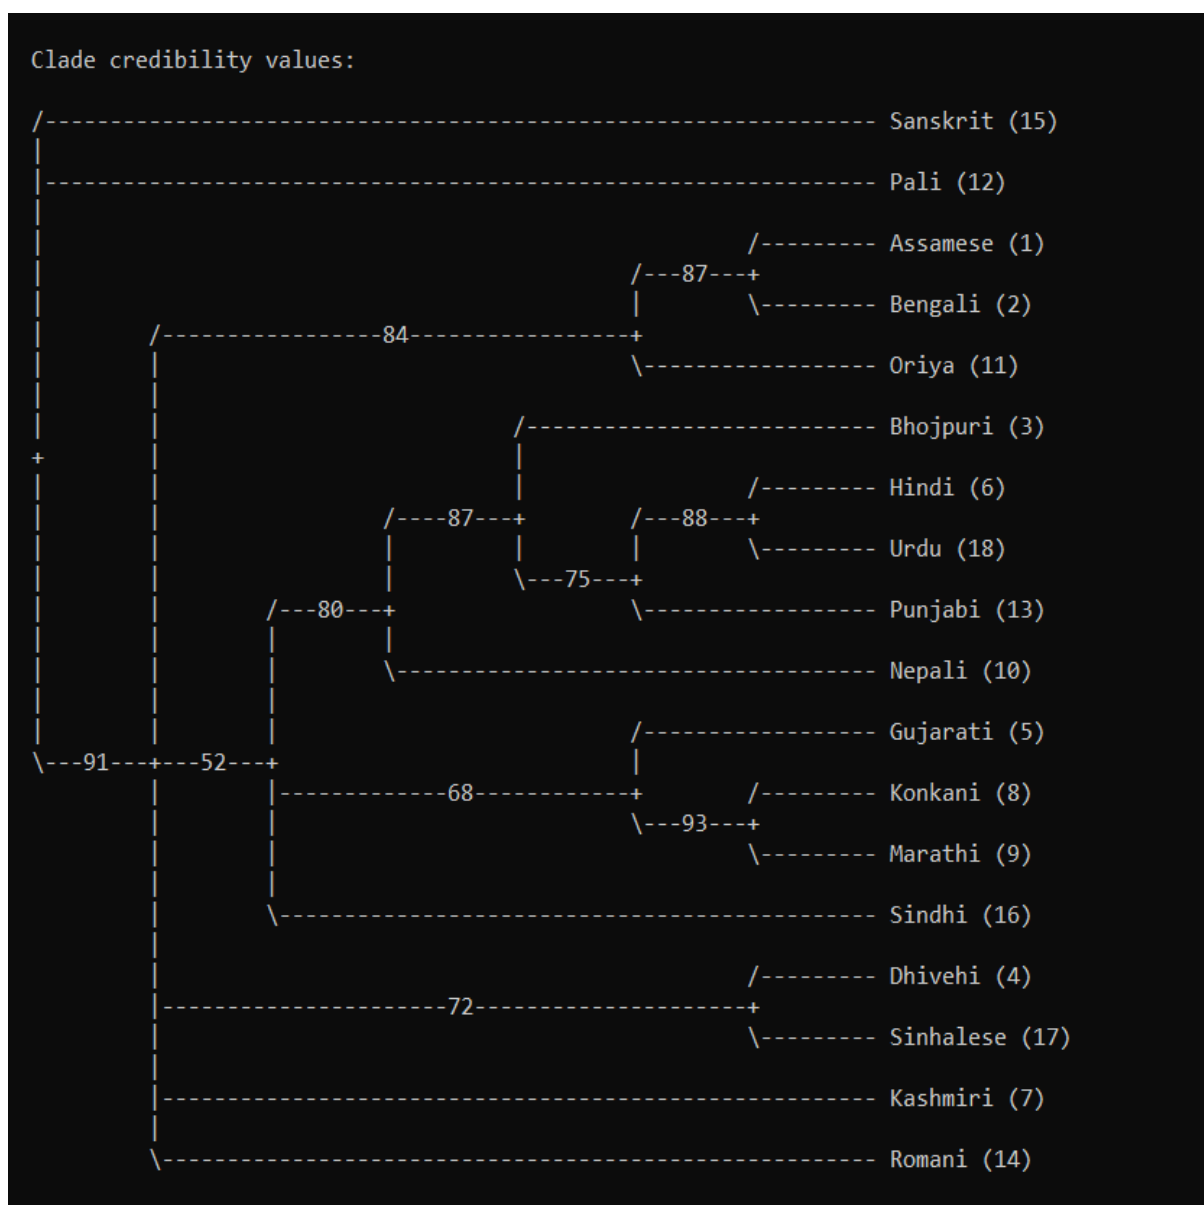 Clade credibility values:
/---------------------------------------------------------------- Sanskrit (15)
|
|---------------------------------------------------------------- Pali (12)
|
|                                                      /--------- Assamese (1)
|                                             /---87---+
|                                             |        \--------- Bengali (2)
|        /-----------------84-----------------+
|        |                                    \------------------ Oriya (11)
|        |
|        |                           /--------------------------- Bhojpuri (3)
+        |                           |
|        |                           |                 /--------- Hindi (6)
|        |                 /----87---+        /---88---+
|        |                 |         |        |        \--------- Urdu (18)
|        |                 |         \---75---+
|        |        /---80---+                  \------------------ Punjabi (13)
|        |        |        |
|        |        |        \------------------------------------- Nepali (10)
|        |        |
|        |        |                           /------------------ Gujarati (5)
\---91---+---52---+                           |
         |        |-------------68------------+        /--------- Konkani (8)
         |        |                           \---93---+
         |        |                                    \--------- Marathi (9)
         |        |
         |        \---------------------------------------------- Sindhi (16)
         |
         |                                             /--------- Dhivehi (4)
         |----------------------72---------------------+
         |                                             \--------- Sinhalese (17)
         |
         |------------------------------------------------------- Kashmiri (7)
         |
         \------------------------------------------------------- Romani (14)